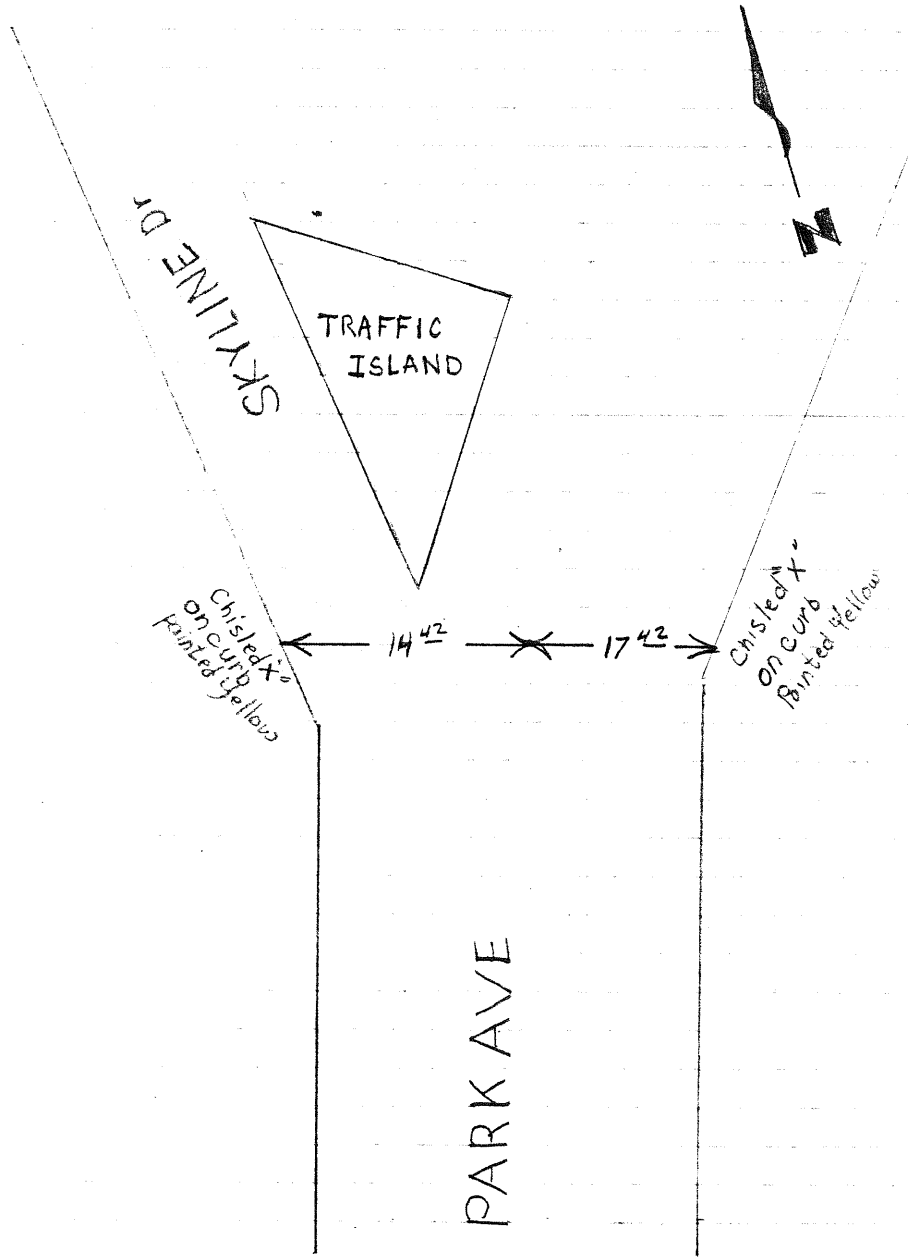 N
SKYLINE Dr
TRAFFIC
ISLAND
Chisled "X"
on curb
painted yellow
14 42
17 42
Chisled "X"
on curb
Painted Yellow
PARK AVE